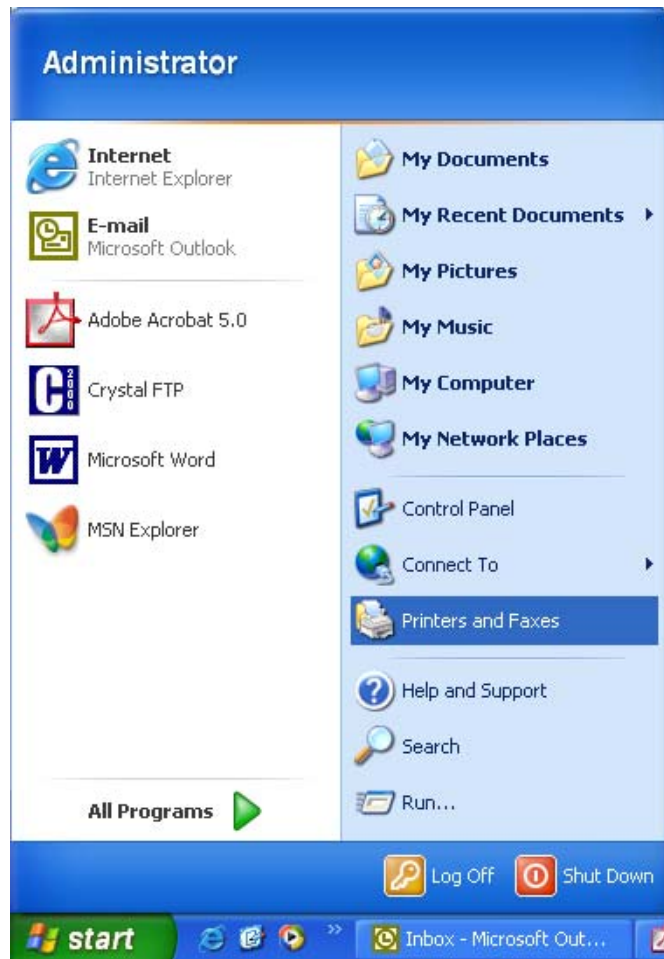 Administrator
Internet
Internet Explorer
E-mail
Microsoft Outlook
Adobe Acrobat 5.0
Crystal FTP
Microsoft Word
MSN Explorer
All Programs
My Documents
My Recent Documents
My Pictures
My Music
My Computer
My Network Places
Control Panel
Connect To
Printers and Faxes
Help and Support
Search
Run...
Log Off
Shut Down
start
Inbox - Microsoft Out...